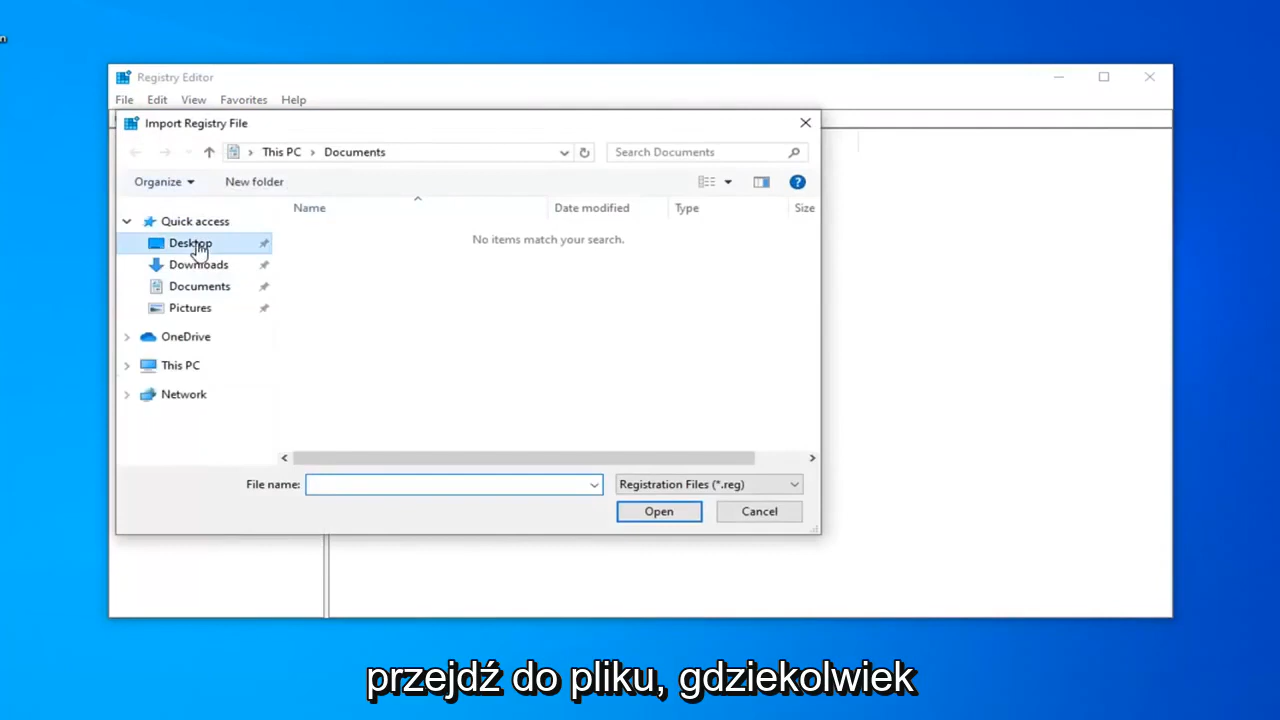 Registry Editor
File Edit View Favorites Help
Import Registry File
This PC > Documents
Search Documents
Organize New folder
Name Date modified Type Size
No items match your search.
Quick access
Desktop
Downloads
Documents
Pictures
OneDrive
This PC
Network
File name:
Registration Files (*.reg)
Open Cancel
przejdź do pliku, gdziekolwiek